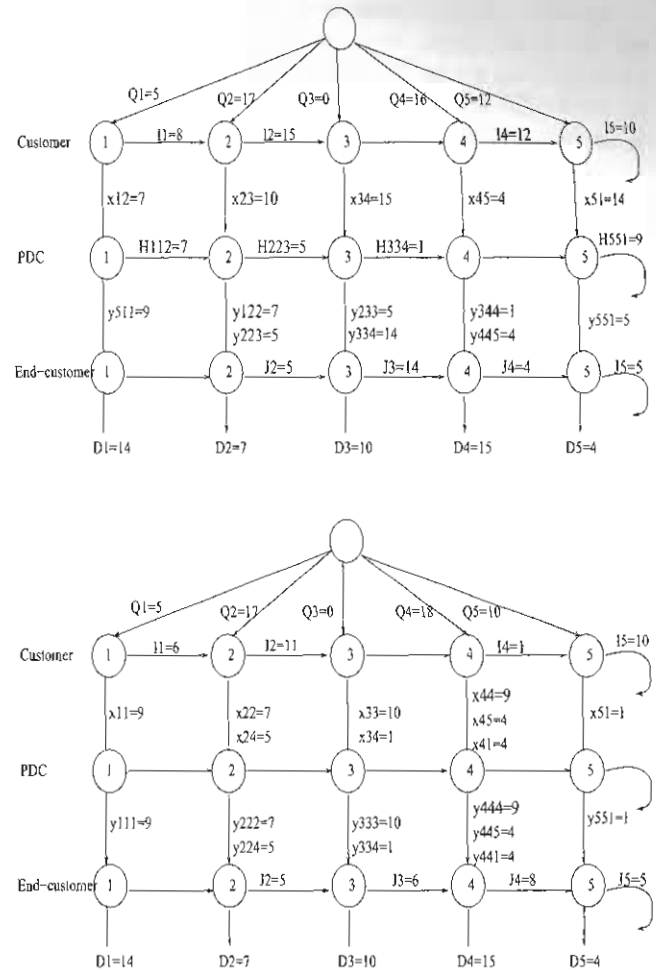 Q1=5 Q2=17 Q3=0 Q4=16 Q5=12
Customer 1 I1=8 2 I2=15 3 4 I4=12 5 I5=10
x12=7 x23=10 x34=15 x45=4 x51=14
PDC 1 H112=7 2 H223=5 3 H334=1 4 5 H551=9
y511=9 y122=7 y233=5 y344=1 y551=5
y223=5 y334=14 y445=4
End-customer 1 2 J2=5 3 J3=14 4 J4=4 5 J5=5
D1=14 D2=7 D3=10 D4=15 D5=4
Q1=5 Q2=17 Q3=0 Q4=18 Q5=10
Customer 1 I1=6 2 J2=11 3 4 I4=1 5 I5=10
x11=9 x22=7 x33=10 x44=9 x51=1
x24=5 x34=1 x45=4
x41=4
PDC 1 2 3 4 5
y111=9 y222=7 y333=10 y444=9 y551=1
y224=5 y334=1 y445=4
y441=4
End-customer 1 2 J2=5 3 J3=6 4 J4=8 5 J5=5
D1=14 D2=7 D3=10 D4=15 D5=4